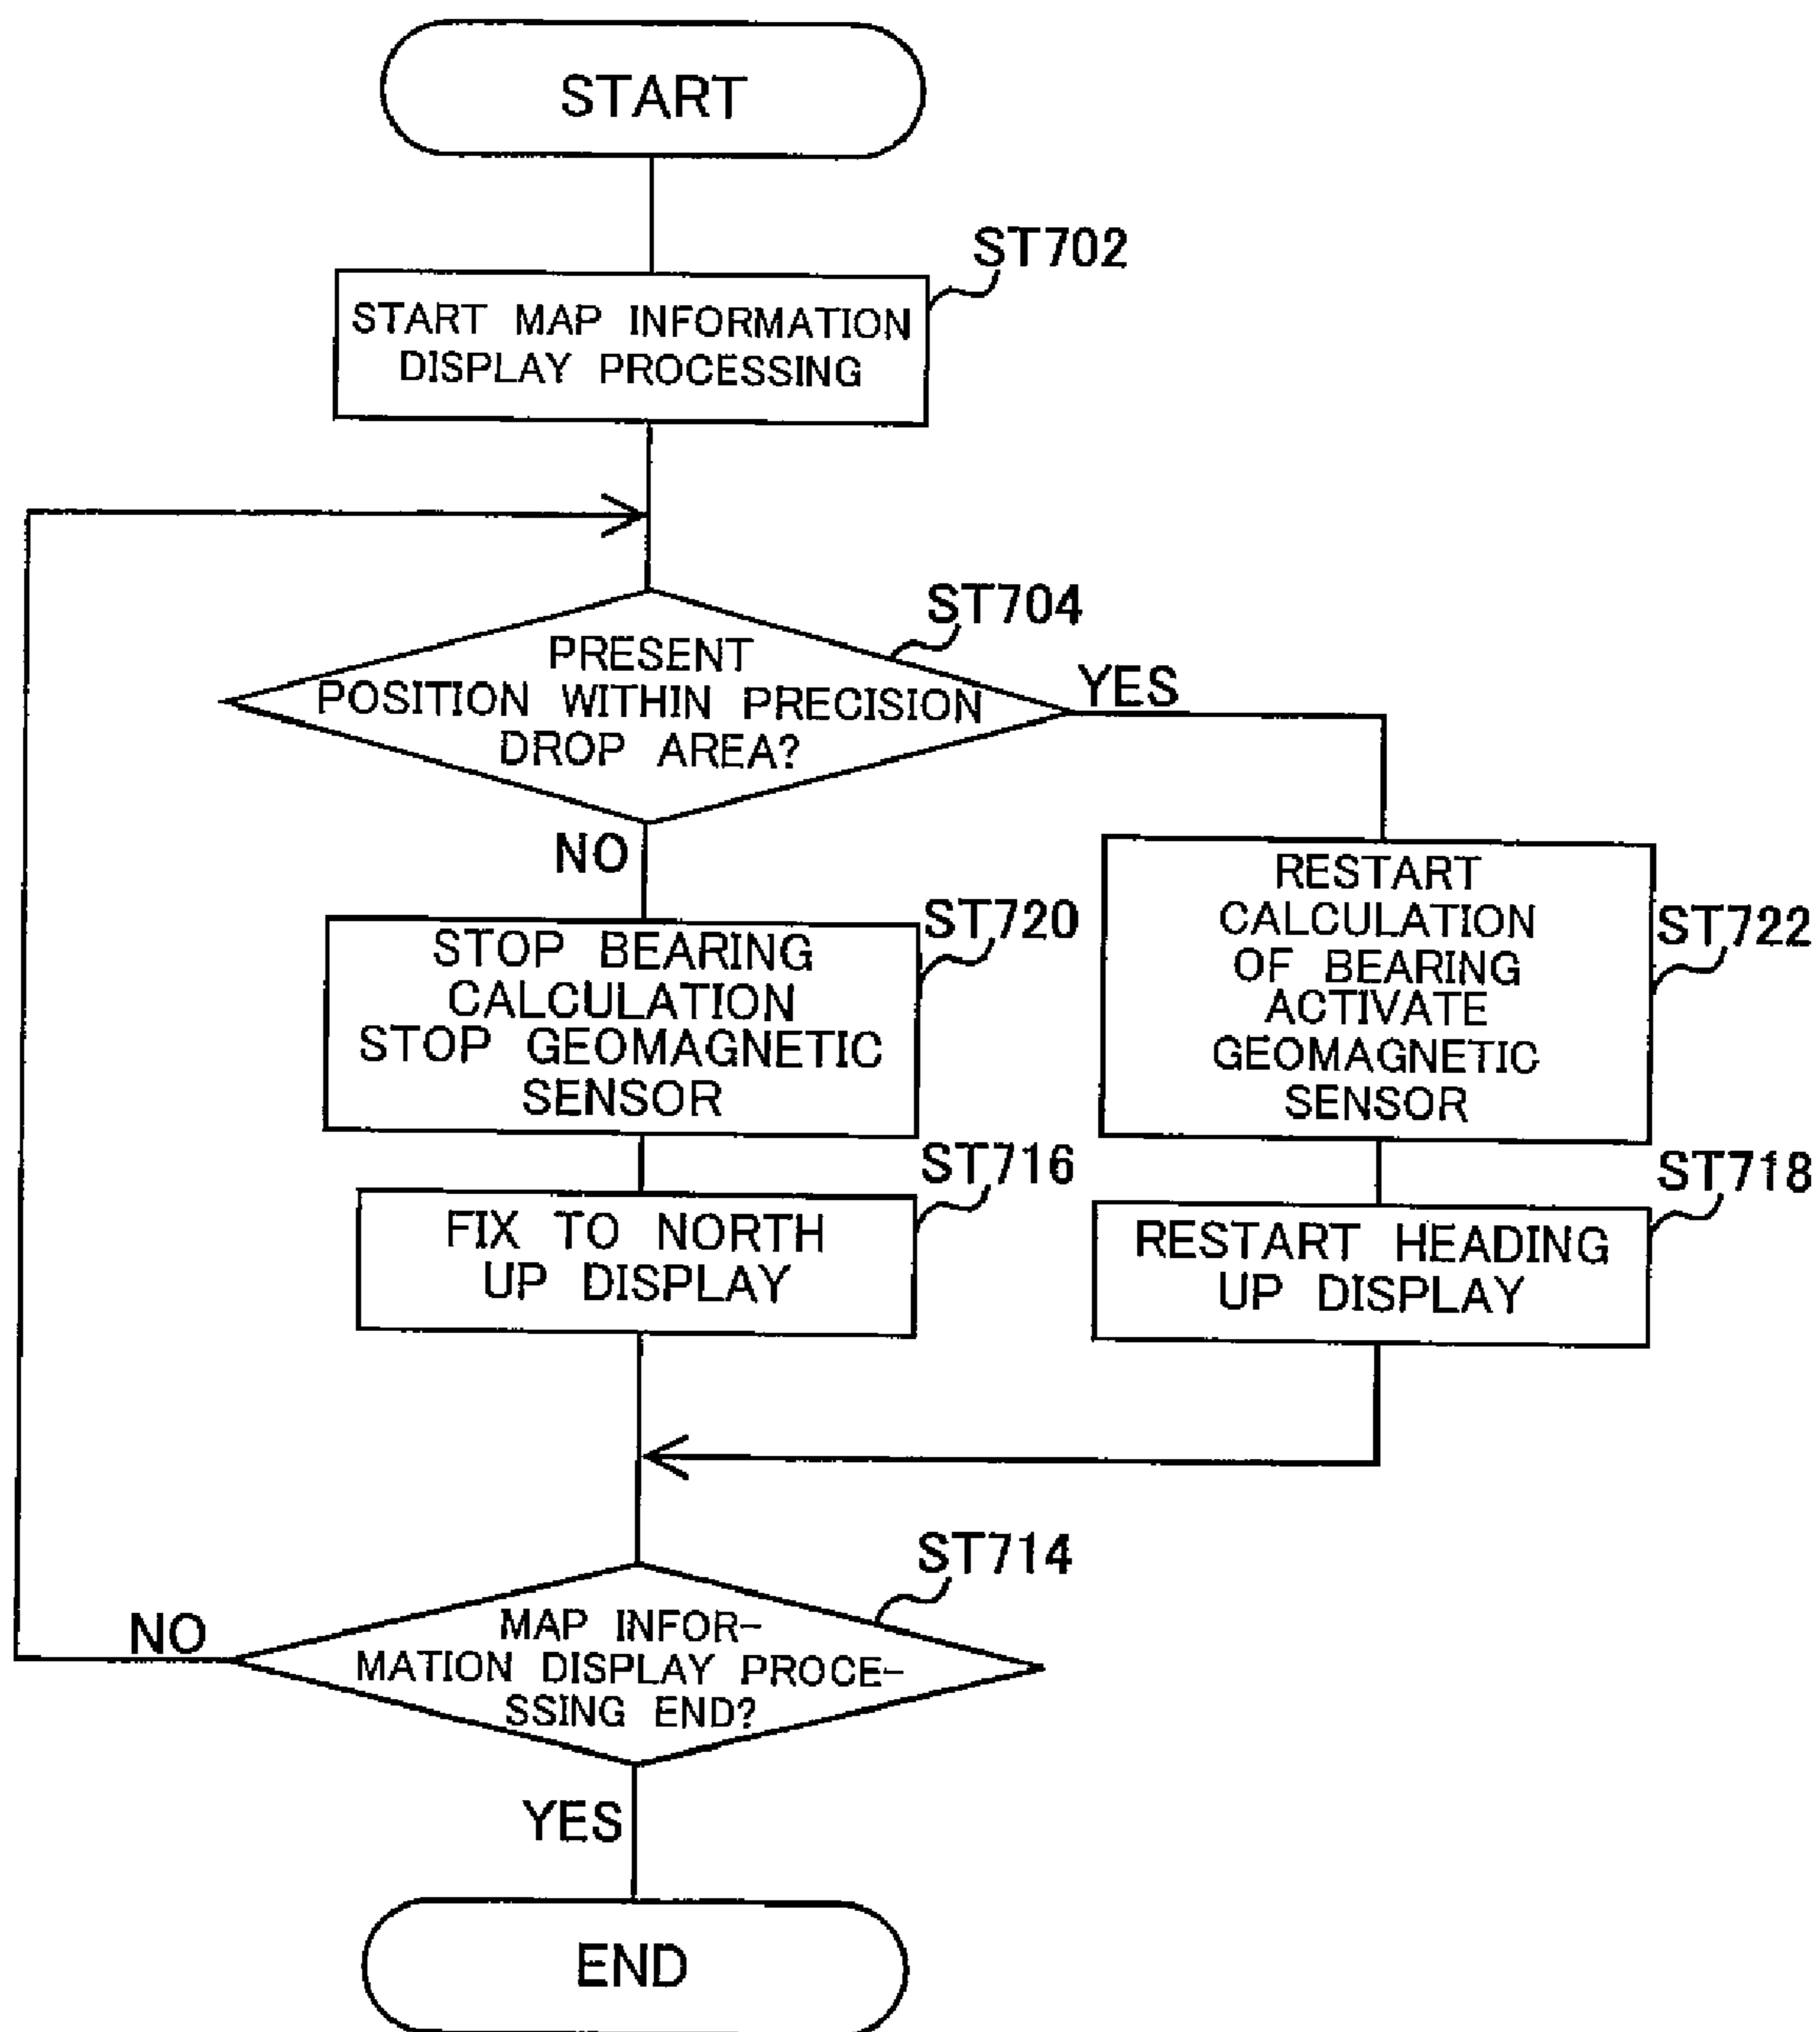 START
ST702
START MAP INFORMATION
DISPLAY PROCESSING
ST704
PRESENT
POSITION WITHIN PRECISION
DROP AREA?
YES
NO
ST720
STOP BEARING
CALCULATION
STOP GEOMAGNETIC
SENSOR
ST722
RESTART
CALCULATION
OF BEARING
ACTIVATE
GEOMAGNETIC
SENSOR
ST716
FIX TO NORTH
UP DISPLAY
ST718
RESTART HEADING
UP DISPLAY
ST714
MAP INFOR-
MATION DISPLAY PROCE-
SSING END?
NO
YES
END